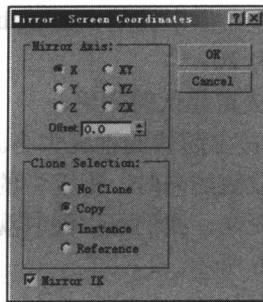 Mirror: Screen Coordinates
Mirror Axis:
OK
X XY
Cancel
Y YZ
Z ZX
Offset: 0.0
Clone Selection:
No Clone
Copy
Instance
Reference
Mirror IK